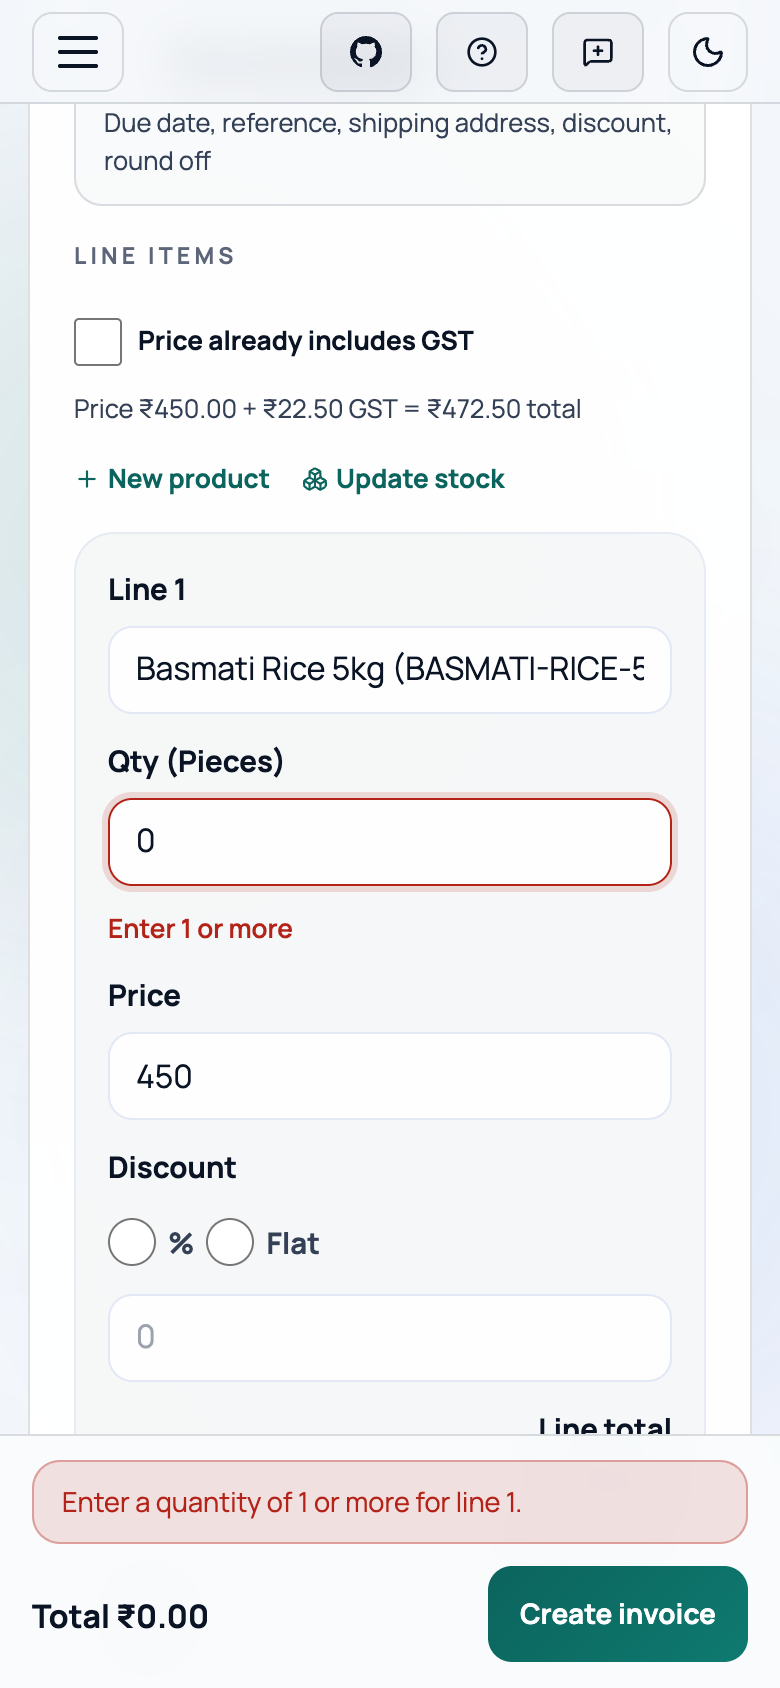 Due date, reference, shipping address, discount,
round off
LINE ITEMS
Price already includes GST
Price ₹450.00 + ₹22.50 GST = ₹472.50 total
+ New product Update stock
Line 1
Basmati Rice 5kg (BASMATI-RICE-5
Qty (Pieces)
0
Enter 1 or more
Price
450
Discount
% Flat
0
Line total
Enter a quantity of 1 or more for line 1.
Total ₹0.00 Create invoice